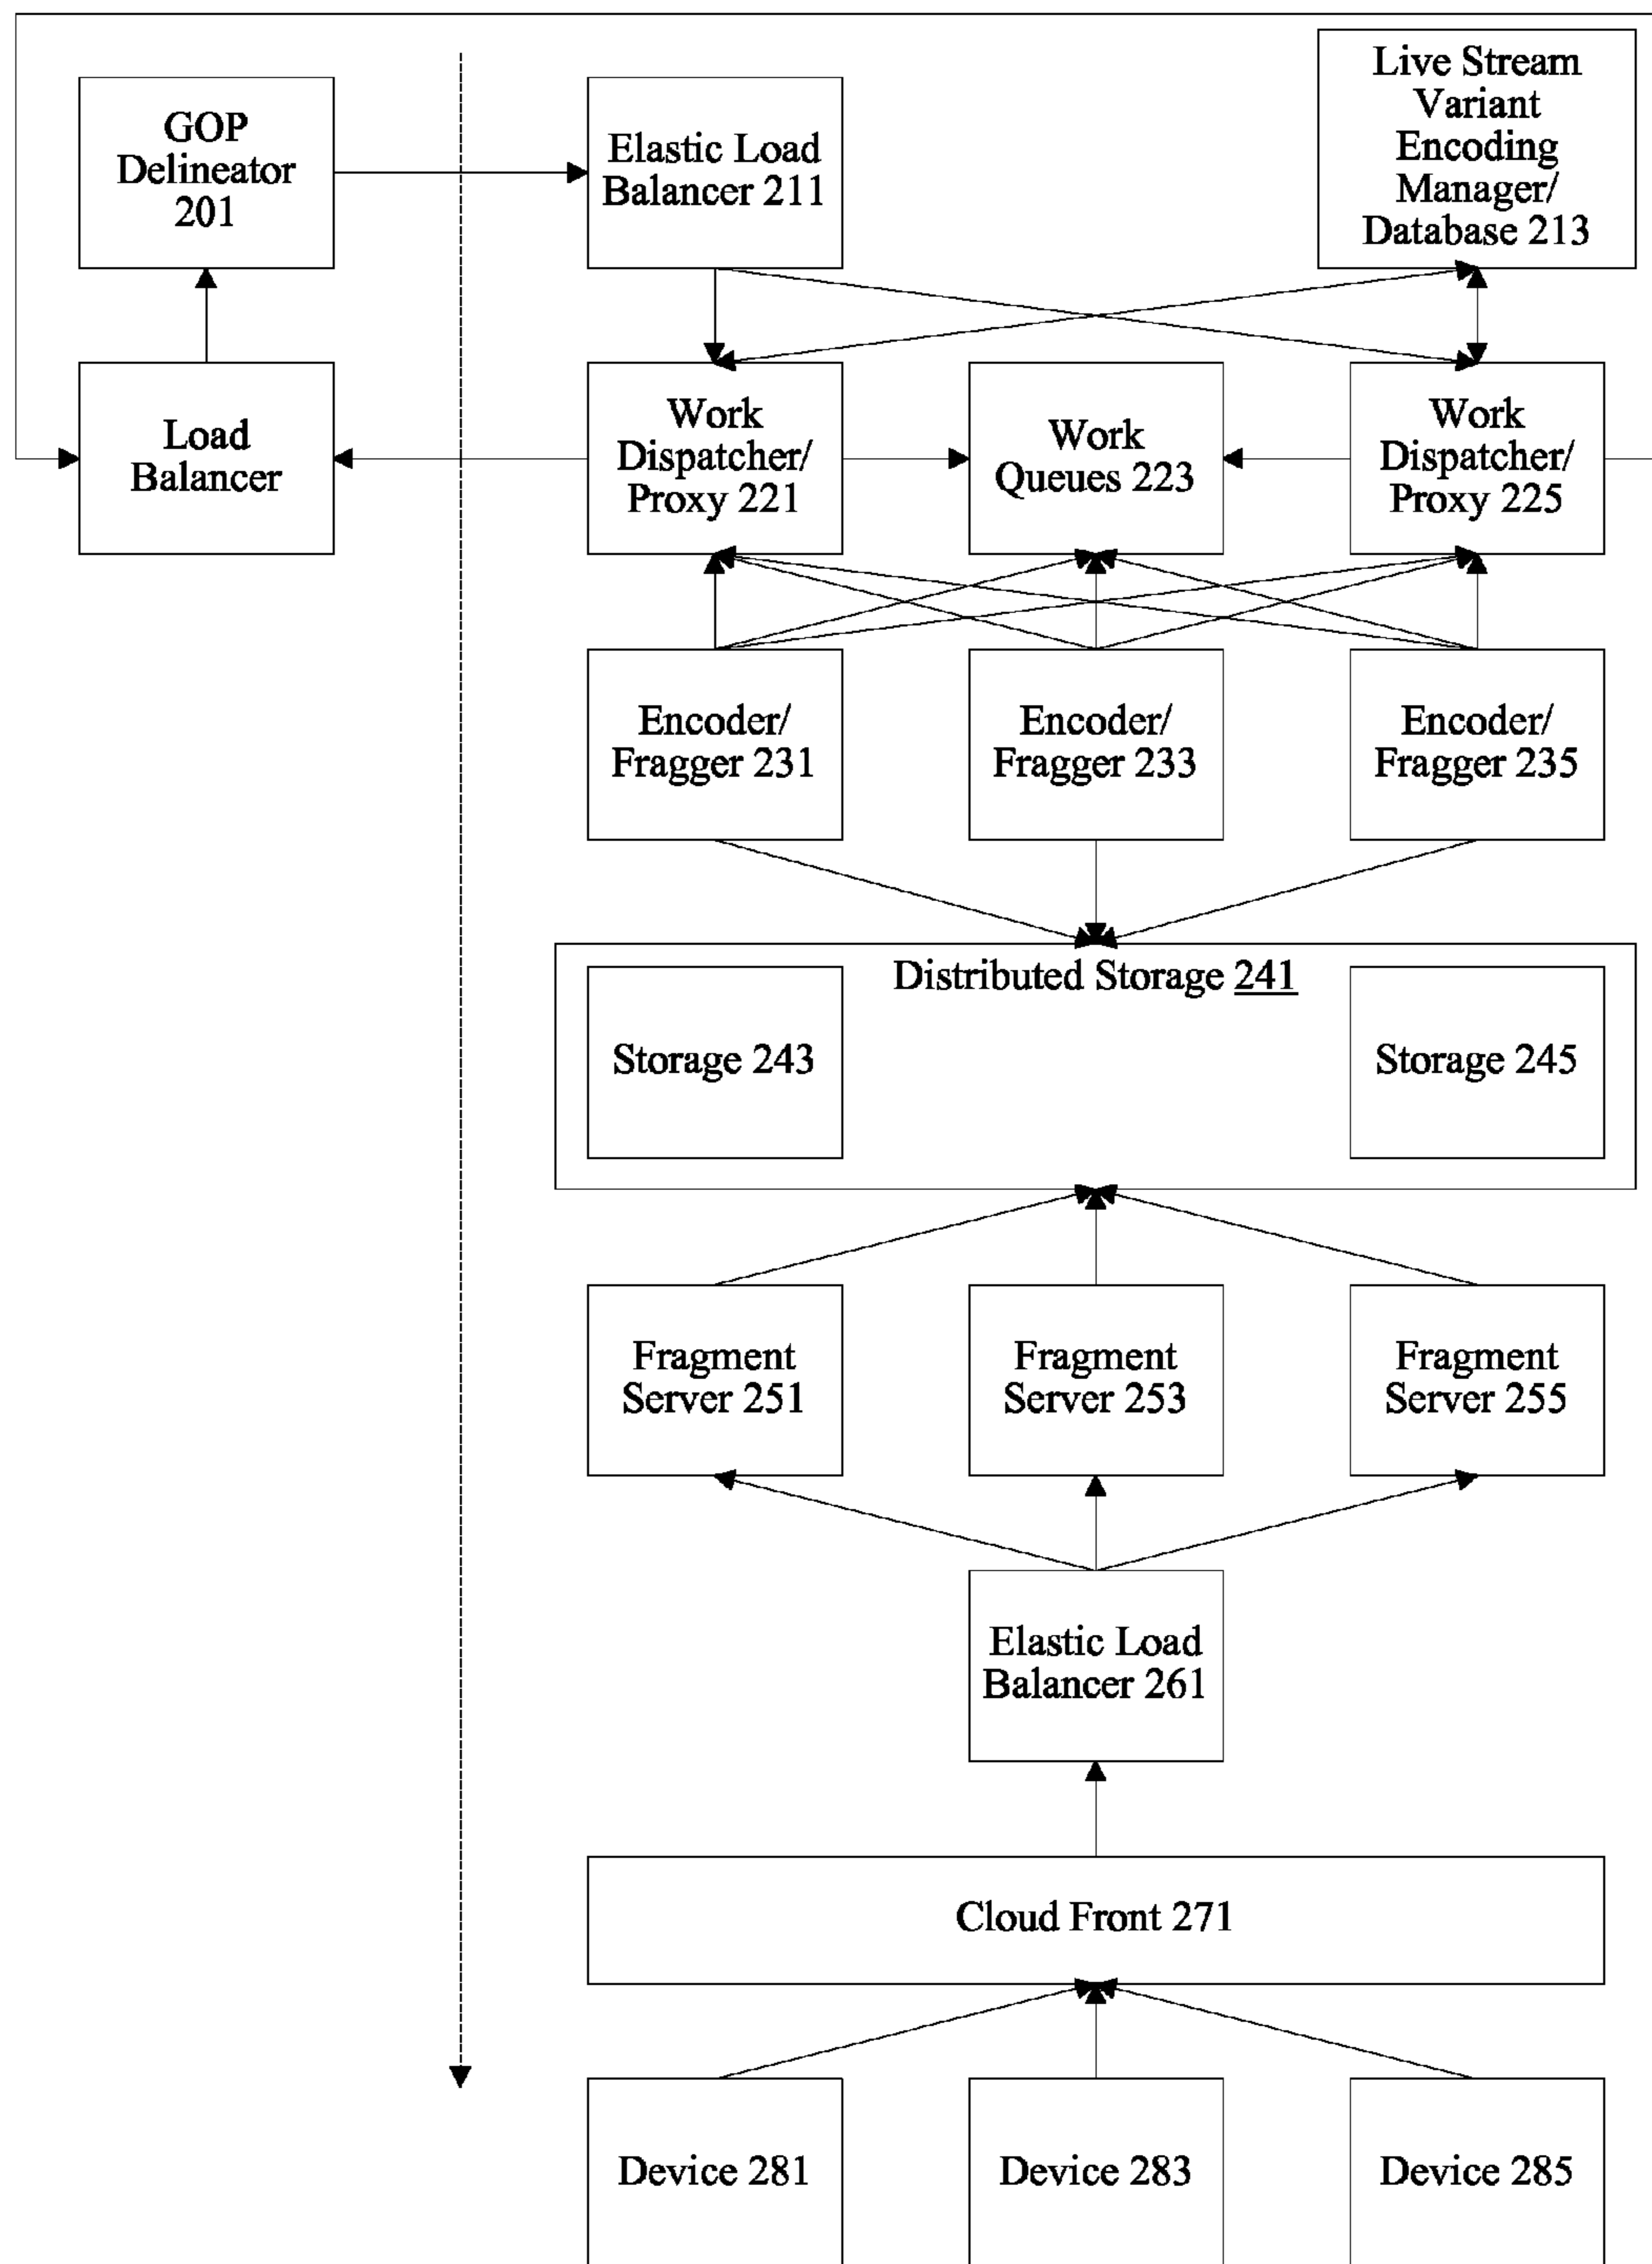 GOP
Delineator
201
Elastic Load
Balancer 211
Live Stream
Variant
Encoding
Manager/
Database 213
Load
Balancer
Work
Dispatcher/
Proxy 221
Work
Queues 223
Work
Dispatcher/
Proxy 225
Encoder/
Fragger 231
Encoder/
Fragger 233
Encoder/
Fragger 235
Distributed Storage 241
Storage 243
Storage 245
Fragment
Server 251
Fragment
Server 253
Fragment
Server 255
Elastic Load
Balancer 261
Cloud Front 271
Device 281
Device 283
Device 285